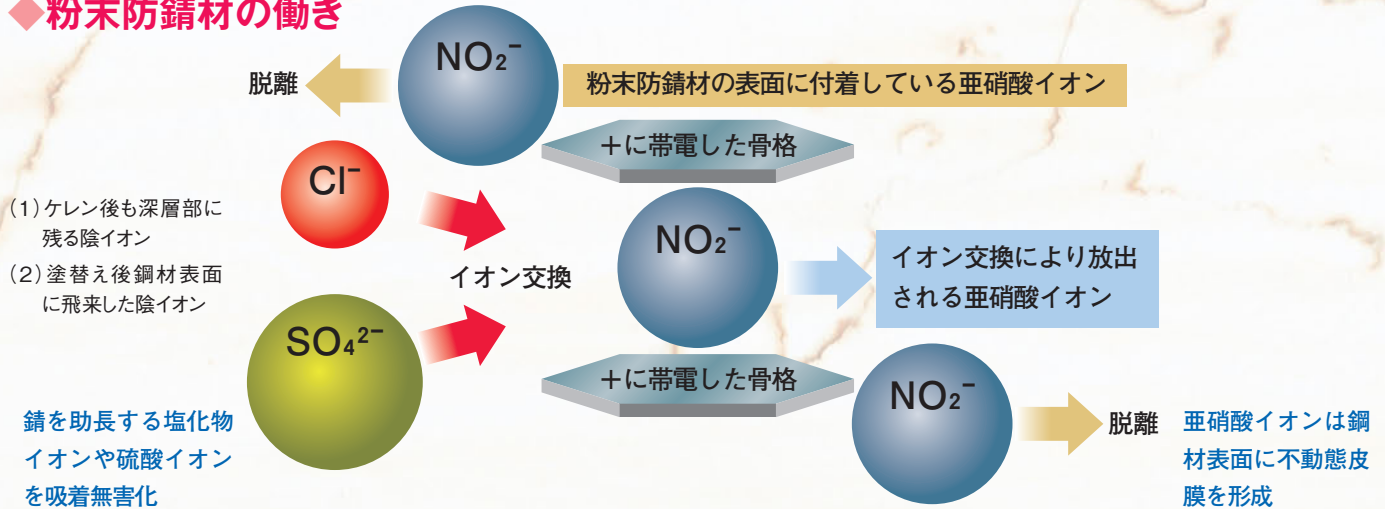 ◆粉末防錆材の働き
NO₂⁻
脱離
粉末防錆材の表面に付着している亜硝酸イオン
＋に帯電した骨格
Cl⁻
(1)ケレン後も深層部に
残る陰イオン
(2)塗替え後鋼材表面
に飛来した陰イオン
イオン交換
NO₂⁻
イオン交換により放出
される亜硝酸イオン
SO₄²⁻
＋に帯電した骨格
NO₂⁻
脱離
錆を助長する塩化物
イオンや硫酸イオン
を吸着無害化
亜硝酸イオンは鋼
材表面に不動態皮
膜を形成